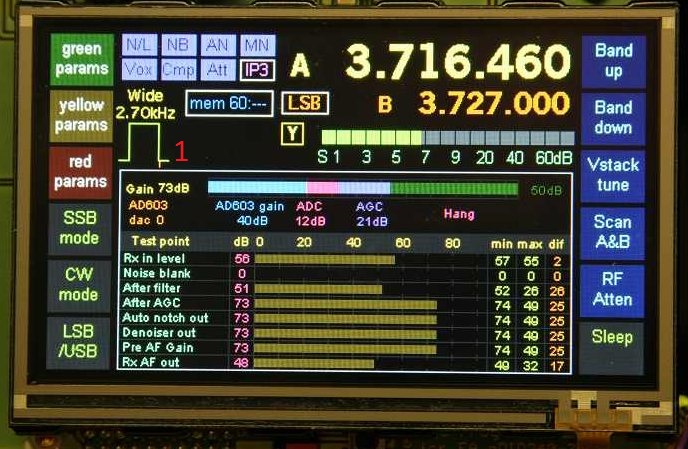 green params
N/L NB AN MN
Vox Cmp Att IP3
A 3.716.460
Band up
yellow params
Wide
2.70kHz
mem 60:---
LSB
B 3.727.000
Band down
Y
1
S 1 3 5 7 9 20 40 60dB
red params
Vstack tune
Gain 73dB
50dB
AD603 dac 0
AD603 gain 40dB
ADC 12dB
AGC 21dB
Hang
SSB mode
Scan A&B
Test point dB 0 20 40 60 80 min max dif
Rx in level 56 57 55 2
Noise blank 0 0 0 0
After filter 51 52 26 26
After AGC 73 74 49 25
Auto notch out 73 74 49 25
Denoiser out 73 74 49 25
Pre AF Gain 73 74 49 25
Rx AF out 48 49 32 17
CW mode
RF Atten
LSB /USB
Sleep